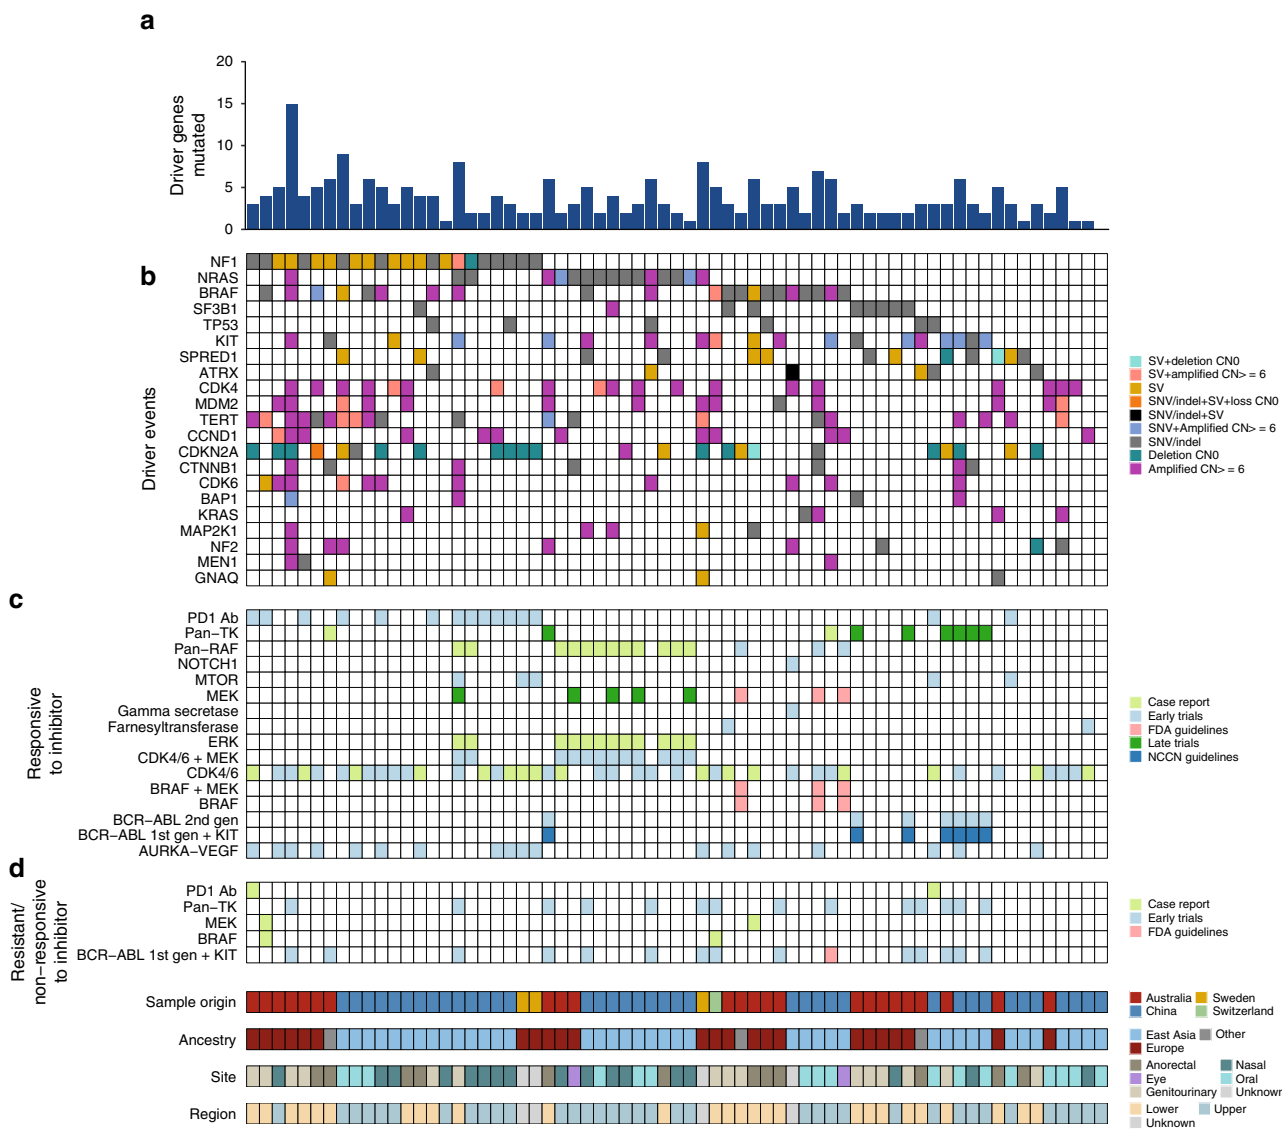 a
20
15
10
5
0
Driver genes
mutated
b
Driver events
NF1
NRAS
BRAF
SF3B1
TP53
KIT
SPRED1
ATRX
CDK4
MDM2
TERT
CCND1
CDKN2A
CTNNB1
CDK6
BAP1
KRAS
MAP2K1
NF2
MEN1
GNAQ
SV+deletion CN0
SV+amplified CN> = 6
SV
SNV/indel+SV+loss CN0
SNV/indel+SV
SNV+Amplified CN> = 6
SNV/indel
Deletion CN0
Amplified CN> = 6
c
Responsive
to inhibitor
PD1 Ab
Pan−TK
Pan−RAF
NOTCH1
MTOR
MEK
Gamma secretase
Farnesyltransferase
ERK
CDK4/6 + MEK
CDK4/6
BRAF + MEK
BRAF
BCR−ABL 2nd gen
BCR−ABL 1st gen + KIT
AURKA−VEGF
Case report
Early trials
FDA guidelines
Late trials
NCCN guidelines
d
Resistant/
non−responsive
to inhibitor
PD1 Ab
Pan−TK
MEK
BRAF
BCR−ABL 1st gen + KIT
Case report
Early trials
FDA guidelines
Sample origin
Australia
Sweden
China
Switzerland
Ancestry
East Asia
Other
Europe
Site
Anorectal
Nasal
Eye
Oral
Genitourinary
Unknown
Region
Lower
Upper
Unknown